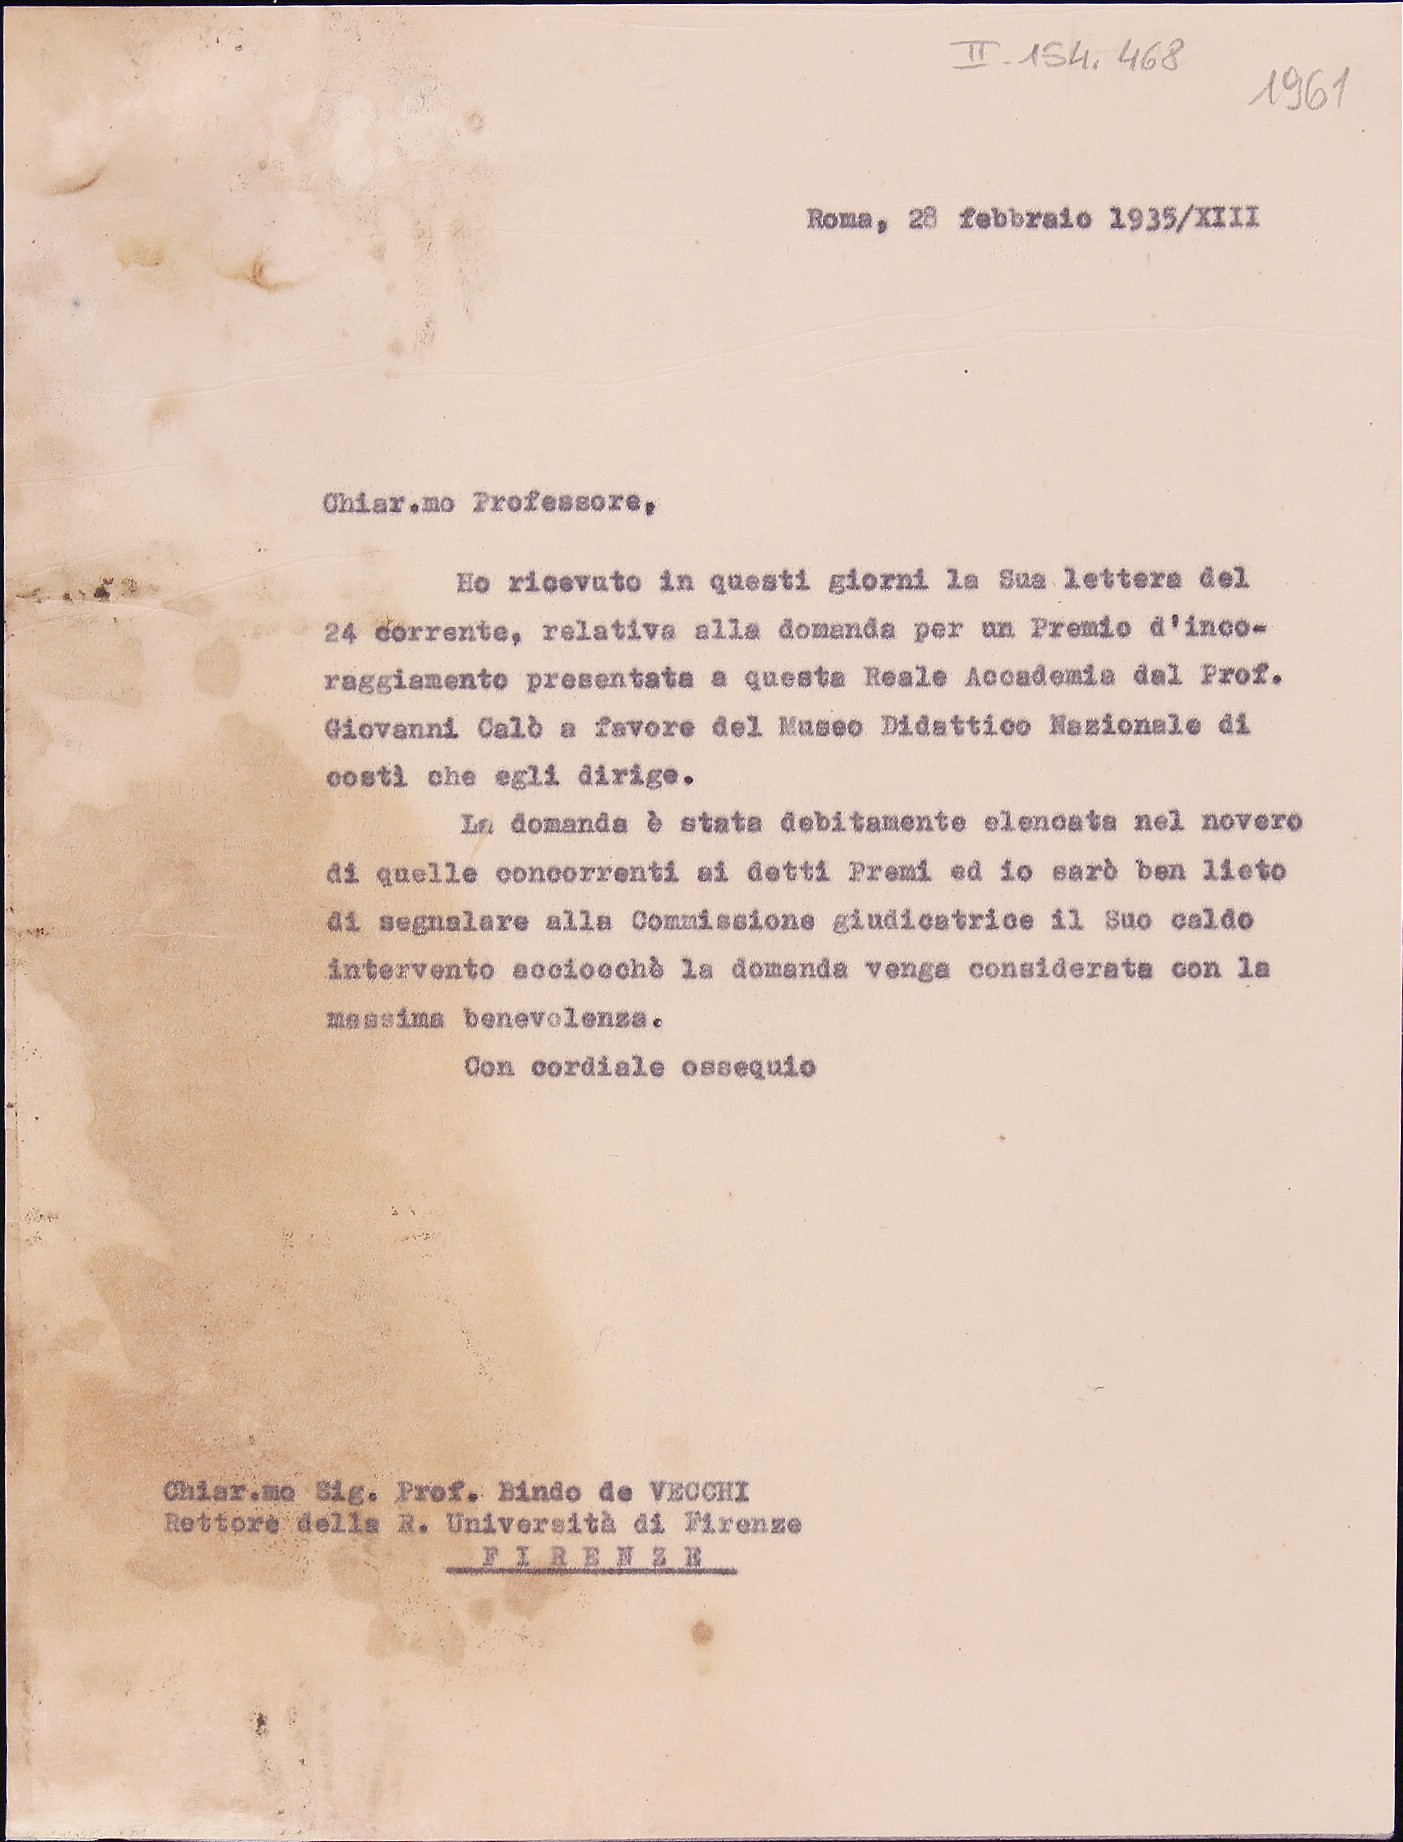 II-154.468
1961
Roma, 28 febbraio 1935/XIII
Chiar.mo Professore,
Ho ricevuto in questi giorni la Sua lettera del
24 corrente, relativa alla domanda per un Premio d'inco-
raggiamento presentata a questa Reale Accademia dal Prof.
Giovanni Calò a favore del Museo Didattico Nazionale di
costì che egli dirige.
La domanda è stata debitamente elencata nel novero
di quelle concorrenti ai detti Premi ed io sarò ben lieto
di segnalare alla Commissione giudicatrice il Suo caldo
intervento acciocchè la domanda venga considerata con la
massima benevolenza.
Con cordiale ossequio
Chiar.mo Sig. Prof. Bindo de VECCHI
Rettore della R. Università di Firenze
F I R E N Z E